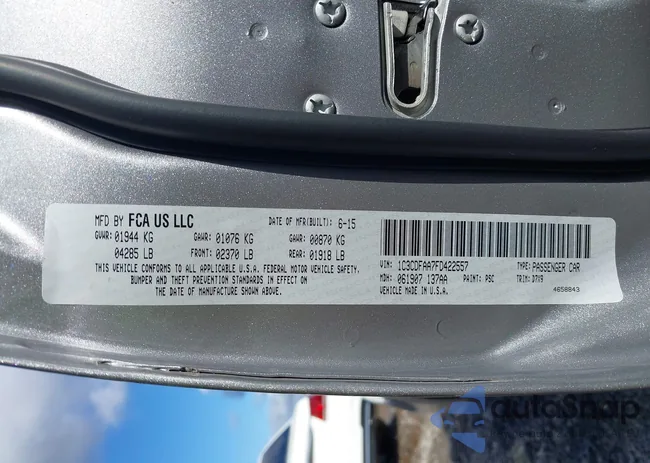 MFD BY FCA US LLC DATE OF MFR(BUILT): 6-15
GVWR: 01944 KG GAWR: 01076 KG GAWR: 00870 KG
04285 LB FRONT: 02370 LB REAR: 01918 LB
THIS VEHICLE CONFORMS TO ALL APPLICABLE U.S.A. FEDERAL MOTOR VEHICLE SAFETY,
BUMPER AND THEFT PREVENTION STANDARDS IN EFFECT ON
THE DATE OF MANUFACTURE SHOWN ABOVE.
VIN: 1C3CDFAA7FD422557 TYPE: PASSENGER CAR
MDH: 061907 137AA PAINT: PSC TRIM: D7X9
VEHICLE MADE IN U.S.A. 4658843
autoSnap